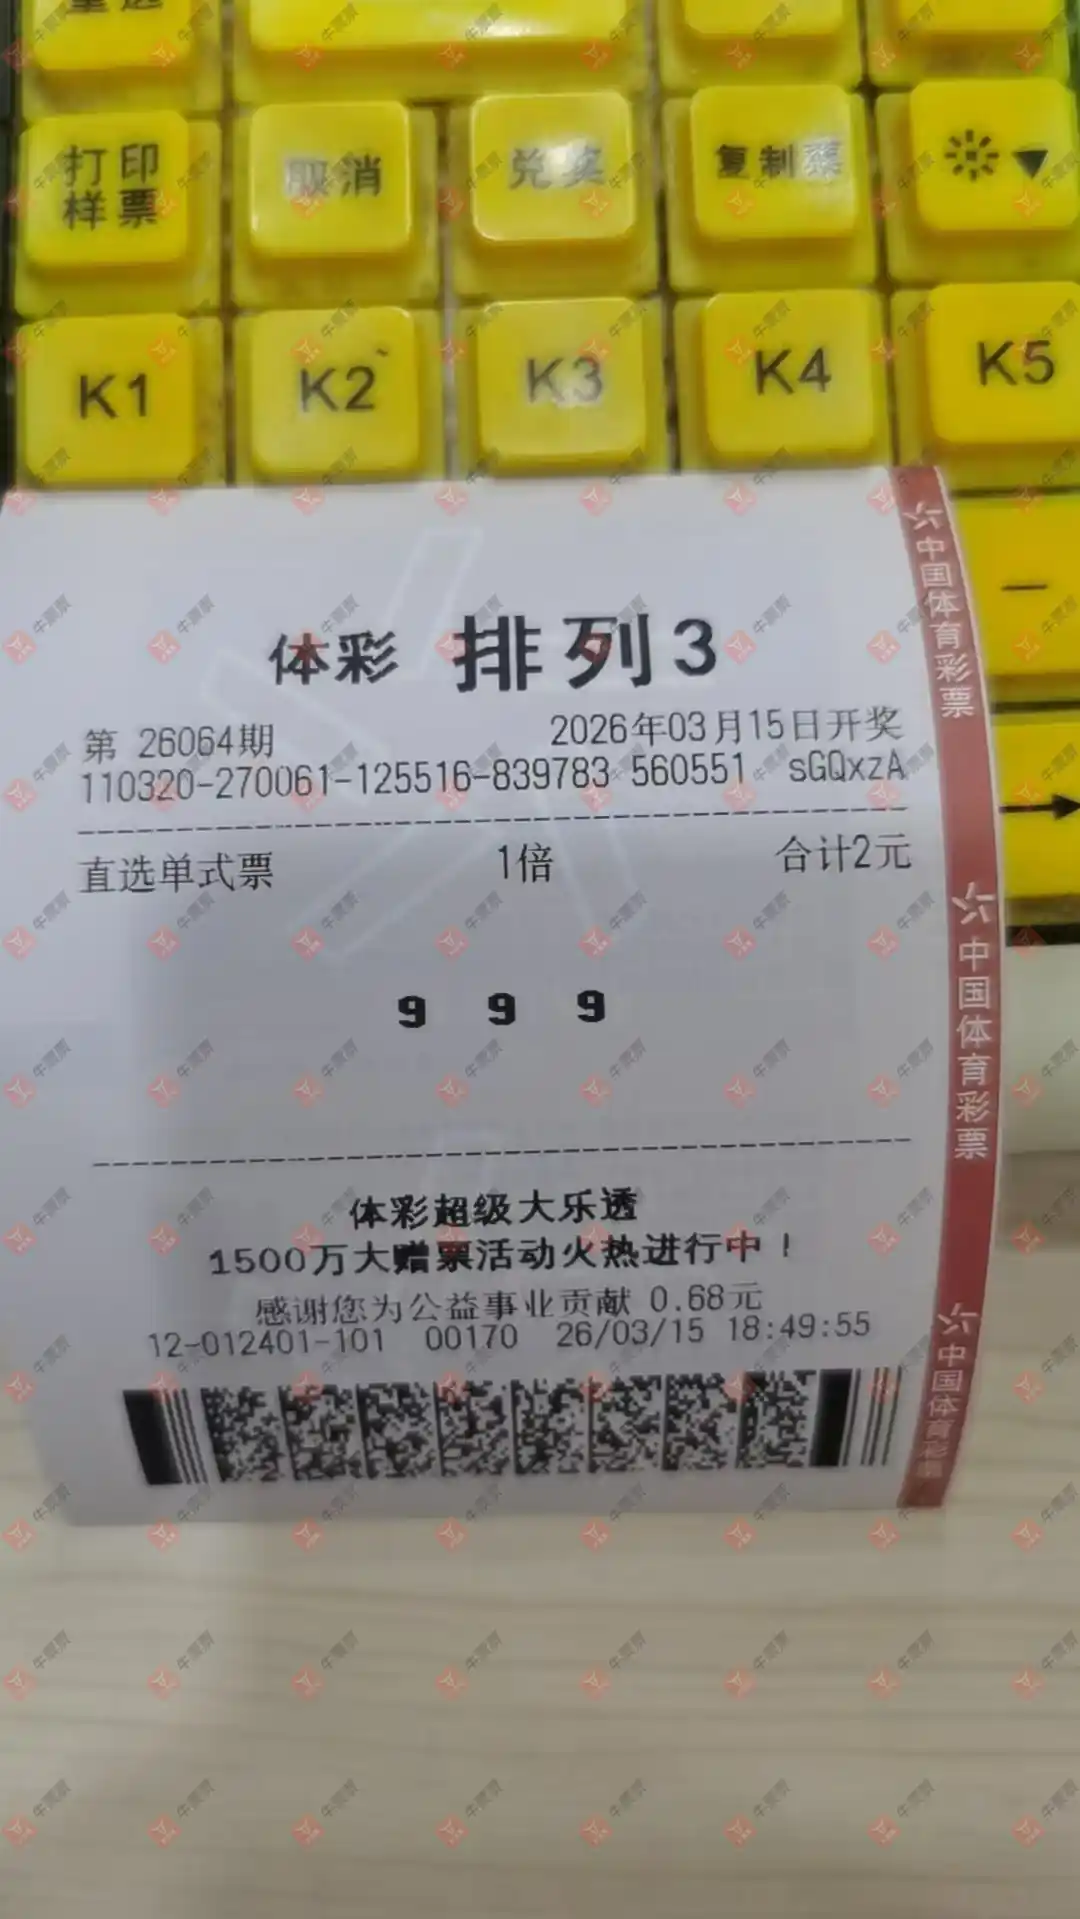 重选
打印 取消 兑奖 复制票
样票
K1 K2 K3 K4 K5
体彩 排列3
第 26064期 2026年03月15日开奖
110320-270061-125516-839783 560551 sGQxzA
直选单式票 1倍 合计2元
9 9 9
体彩超级大乐透
1500万大赠票活动火热进行中！
感谢您为公益事业贡献 0.68元
12-012401-101 00170 26/03/15 18:49:55
中国体育彩票
中国体育彩票
中国体育彩票
牛票票